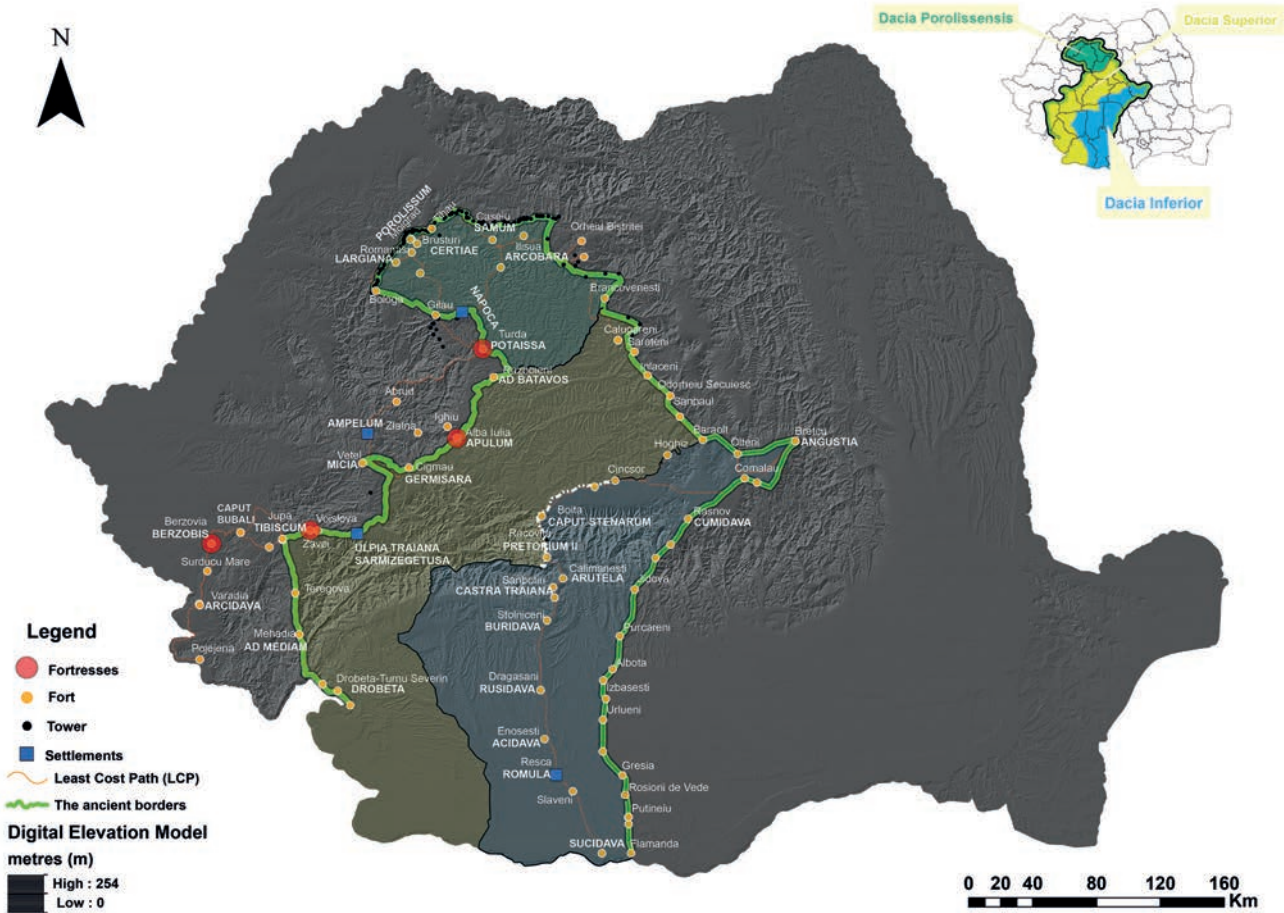 Dacia Porolissensis
Dacia Superior
Dacia Inferior
N
POROLISSUM
Brusturi
CERTIAE
LARGIANA
Caseiu
SAMUM
Ilisua
ARCOBARA
Orheiul Bistritei
Bologa
Gilau
NAPOCA
Brancovenesti
Turda
POTAISSA
Calugareni
Barateni
Inlaceni
Odorheiu Secuiesc
Sanpaul
Baraolt
Olteni
Bretcu
ANGUSTIA
AD BATAVOS
Abrud
Zlatna
Ighiu
AMPELUM
Alba Iulia
APULUM
Vetel
MICIA
Cigmau
GERMISARA
Hoghiz
Cincsor
Comalau
Boita
CAPUT STENARUM
Rasnov
CUMIDAVA
Racovita
PRETORIUM II
CAPUT
BUBALI
Berzovia
BERZOBIS
Jupa
TIBISCUM
Voislova
Zavoi
ULPIA TRAIANA
SARMIZEGETUSA
Surducu Mare
Varadia
ARCIDAVA
Pojejena
Teregova
Mehadia
AD MEDIAM
Drobeta-Turnu Severin
DROBETA
Calimanesti
ARUTELA
CASTRA TRAIANA
Stolniceni
BURIDAVA
Jidova
Purcareni
Albota
Izbasesti
Urlueni
Dragasani
RUSIDAVA
Enosesti
ACIDAVA
Resca
ROMULA
Slaveni
SUCIDAVA
Gresia
Rosiorii de Vede
Putineiu
Flamanda
Legend
Fortresses
Fort
Tower
Settlements
Least Cost Path (LCP)
The ancient borders
Digital Elevation Model
metres (m)
High : 254
Low : 0
0 20 40 80 120 160
Km